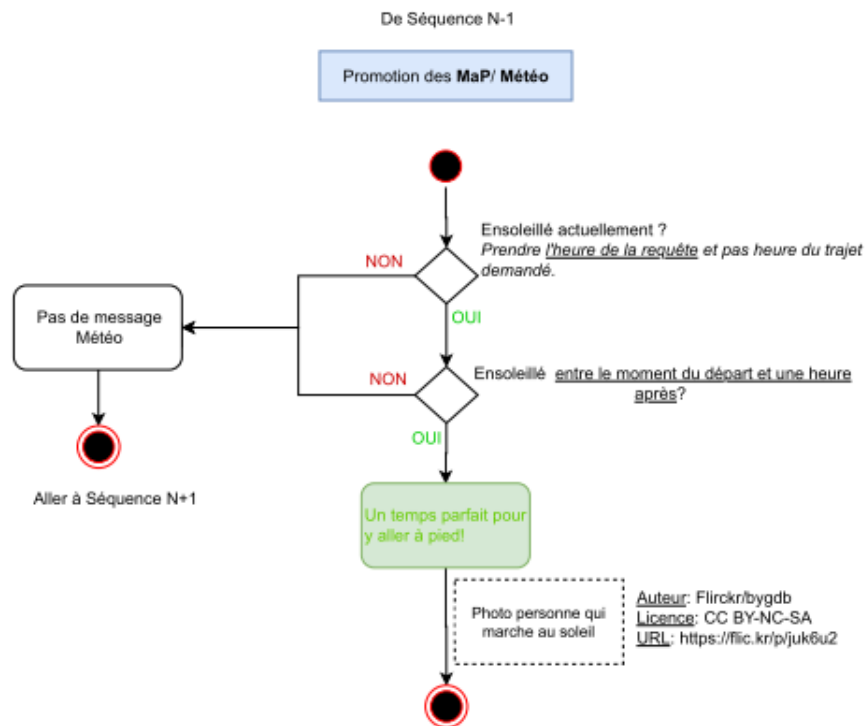 De Séquence N-1
Promotion des MaP/ Météo
Ensoleillé actuellement ?
Prendre l'heure de la requête et pas heure du trajet
demandé.
NON
OUI
Pas de message
Météo
Ensoleillé entre le moment du départ et une heure
après?
NON
OUI
Aller à Séquence N+1
Un temps parfait pour
y aller à pied!
Photo personne qui
marche au soleil
Auteur: Flirckr/bygdb
Licence: CC BY-NC-SA
URL: https://flic.kr/p/juk6u2